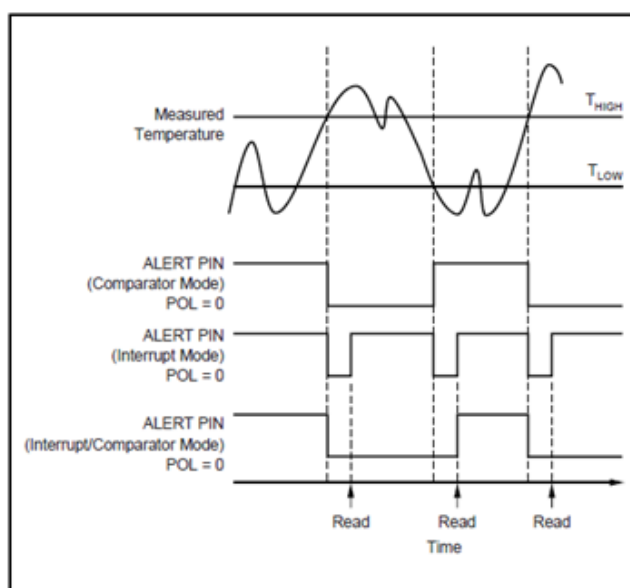 Measured
Temperature
THIGH
TLOW
ALERT PIN
(Comparator Mode)
POL = 0
ALERT PIN
(Interrupt Mode)
POL = 0
ALERT PIN
(Interrupt/Comparator Mode)
POL = 0
Read Read Read
Time